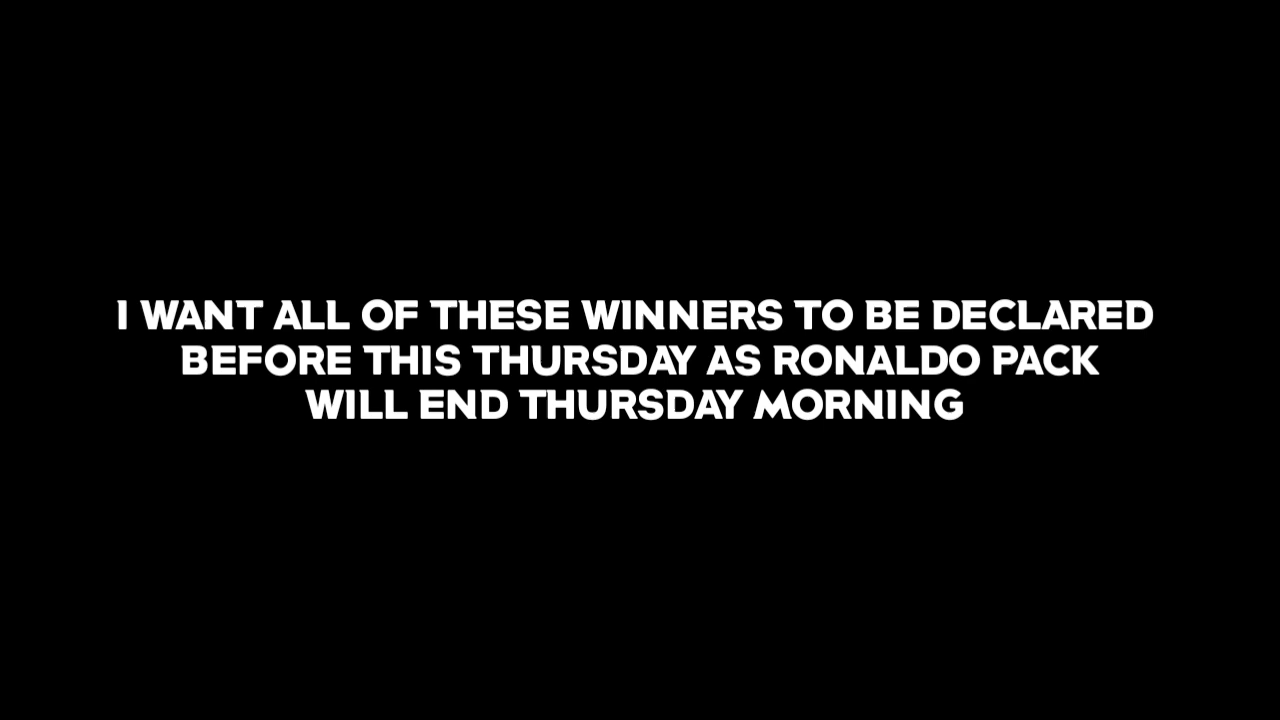 I WANT ALL OF THESE WINNERS TO BE DECLARED
BEFORE THIS THURSDAY AS RONALDO PACK
WILL END THURSDAY MORNING